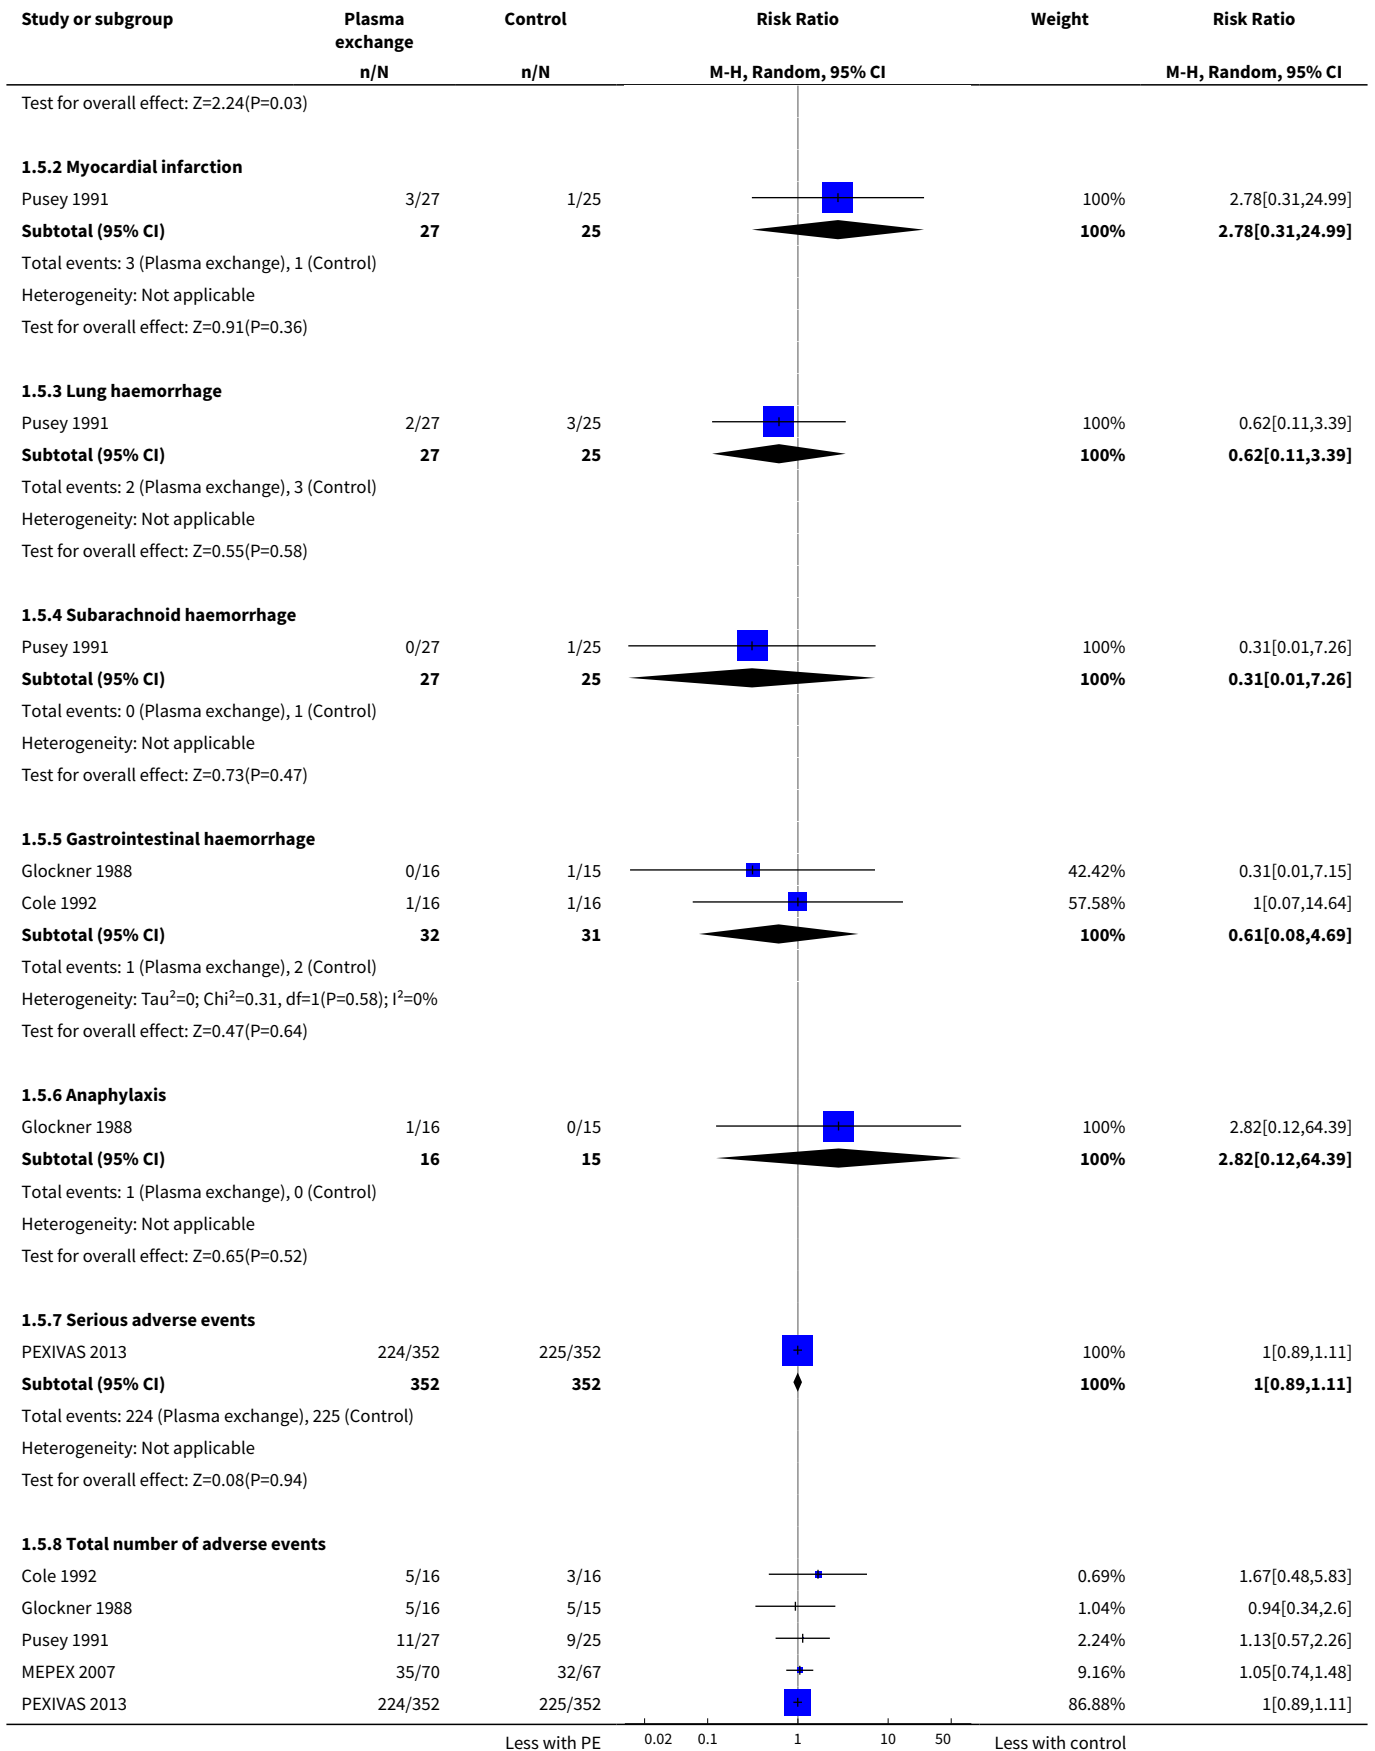 Study or subgroup Plasma exchange Control Risk Ratio Weight Risk Ratio
n/N n/N M-H, Random, 95% CI M-H, Random, 95% CI
Test for overall effect: Z=2.24(P=0.03)
1.5.2 Myocardial infarction
Pusey 1991 3/27 1/25 100% 2.78[0.31,24.99]
Subtotal (95% CI) 27 25 100% 2.78[0.31,24.99]
Total events: 3 (Plasma exchange), 1 (Control)
Heterogeneity: Not applicable
Test for overall effect: Z=0.91(P=0.36)
1.5.3 Lung haemorrhage
Pusey 1991 2/27 3/25 100% 0.62[0.11,3.39]
Subtotal (95% CI) 27 25 100% 0.62[0.11,3.39]
Total events: 2 (Plasma exchange), 3 (Control)
Heterogeneity: Not applicable
Test for overall effect: Z=0.55(P=0.58)
1.5.4 Subarachnoid haemorrhage
Pusey 1991 0/27 1/25 100% 0.31[0.01,7.26]
Subtotal (95% CI) 27 25 100% 0.31[0.01,7.26]
Total events: 0 (Plasma exchange), 1 (Control)
Heterogeneity: Not applicable
Test for overall effect: Z=0.73(P=0.47)
1.5.5 Gastrointestinal haemorrhage
Glockner 1988 0/16 1/15 42.42% 0.31[0.01,7.15]
Cole 1992 1/16 1/16 57.58% 1[0.07,14.64]
Subtotal (95% CI) 32 31 100% 0.61[0.08,4.69]
Total events: 1 (Plasma exchange), 2 (Control)
Heterogeneity: Tau²=0; Chi²=0.31, df=1(P=0.58); I²=0%
Test for overall effect: Z=0.47(P=0.64)
1.5.6 Anaphylaxis
Glockner 1988 1/16 0/15 100% 2.82[0.12,64.39]
Subtotal (95% CI) 16 15 100% 2.82[0.12,64.39]
Total events: 1 (Plasma exchange), 0 (Control)
Heterogeneity: Not applicable
Test for overall effect: Z=0.65(P=0.52)
1.5.7 Serious adverse events
PEXIVAS 2013 224/352 225/352 100% 1[0.89,1.11]
Subtotal (95% CI) 352 352 100% 1[0.89,1.11]
Total events: 224 (Plasma exchange), 225 (Control)
Heterogeneity: Not applicable
Test for overall effect: Z=0.08(P=0.94)
1.5.8 Total number of adverse events
Cole 1992 5/16 3/16 0.69% 1.67[0.48,5.83]
Glockner 1988 5/16 5/15 1.04% 0.94[0.34,2.6]
Pusey 1991 11/27 9/25 2.24% 1.13[0.57,2.26]
MEPEX 2007 35/70 32/67 9.16% 1.05[0.74,1.48]
PEXIVAS 2013 224/352 225/352 86.88% 1[0.89,1.11]
Less with PE 0.02 0.1 1 10 50 Less with control